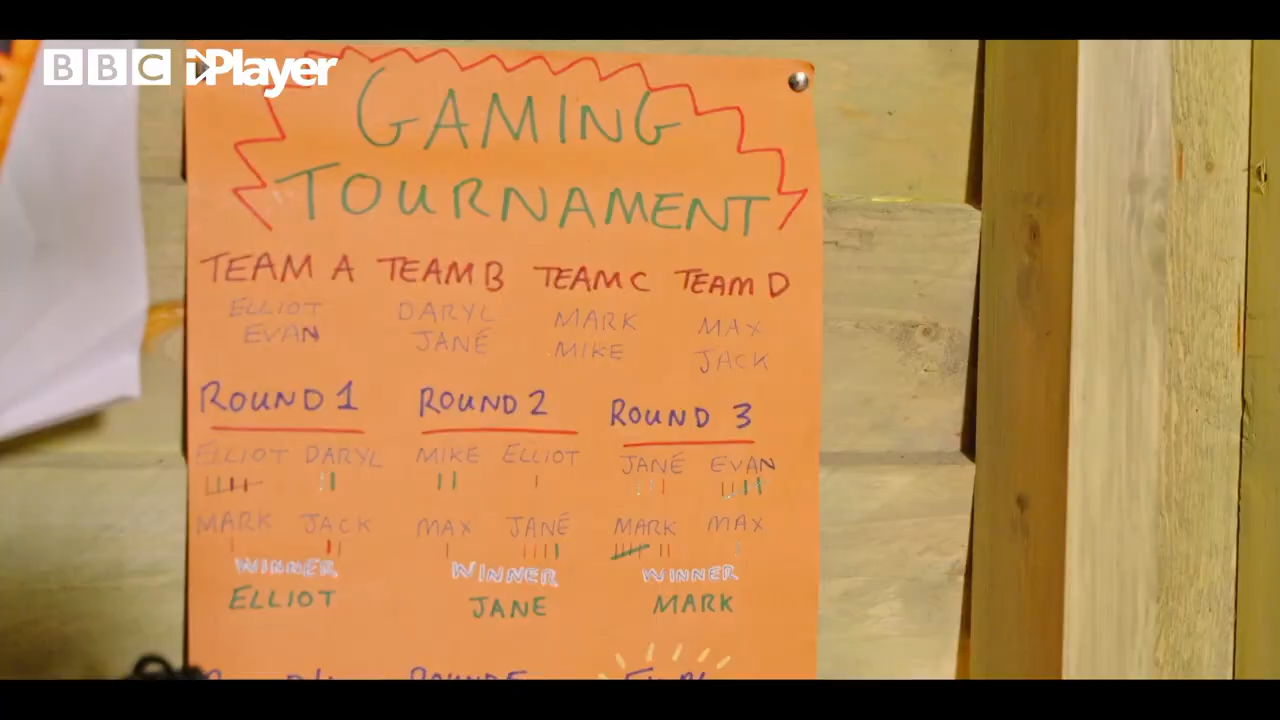 BBC iPlayer
GAMING
TOURNAMENT
TEAM A TEAM B TEAM C TEAM D
ELLIOT DARYL MARK MAX
EVAN JANE MIKE JACK
ROUND 1 ROUND 2 ROUND 3
ELLIOT DARYL MIKE ELLIOT JANE EVAN
MARK JACK MAX JANE MARK MAX
WINNER WINNER WINNER
ELLIOT JANE MARK